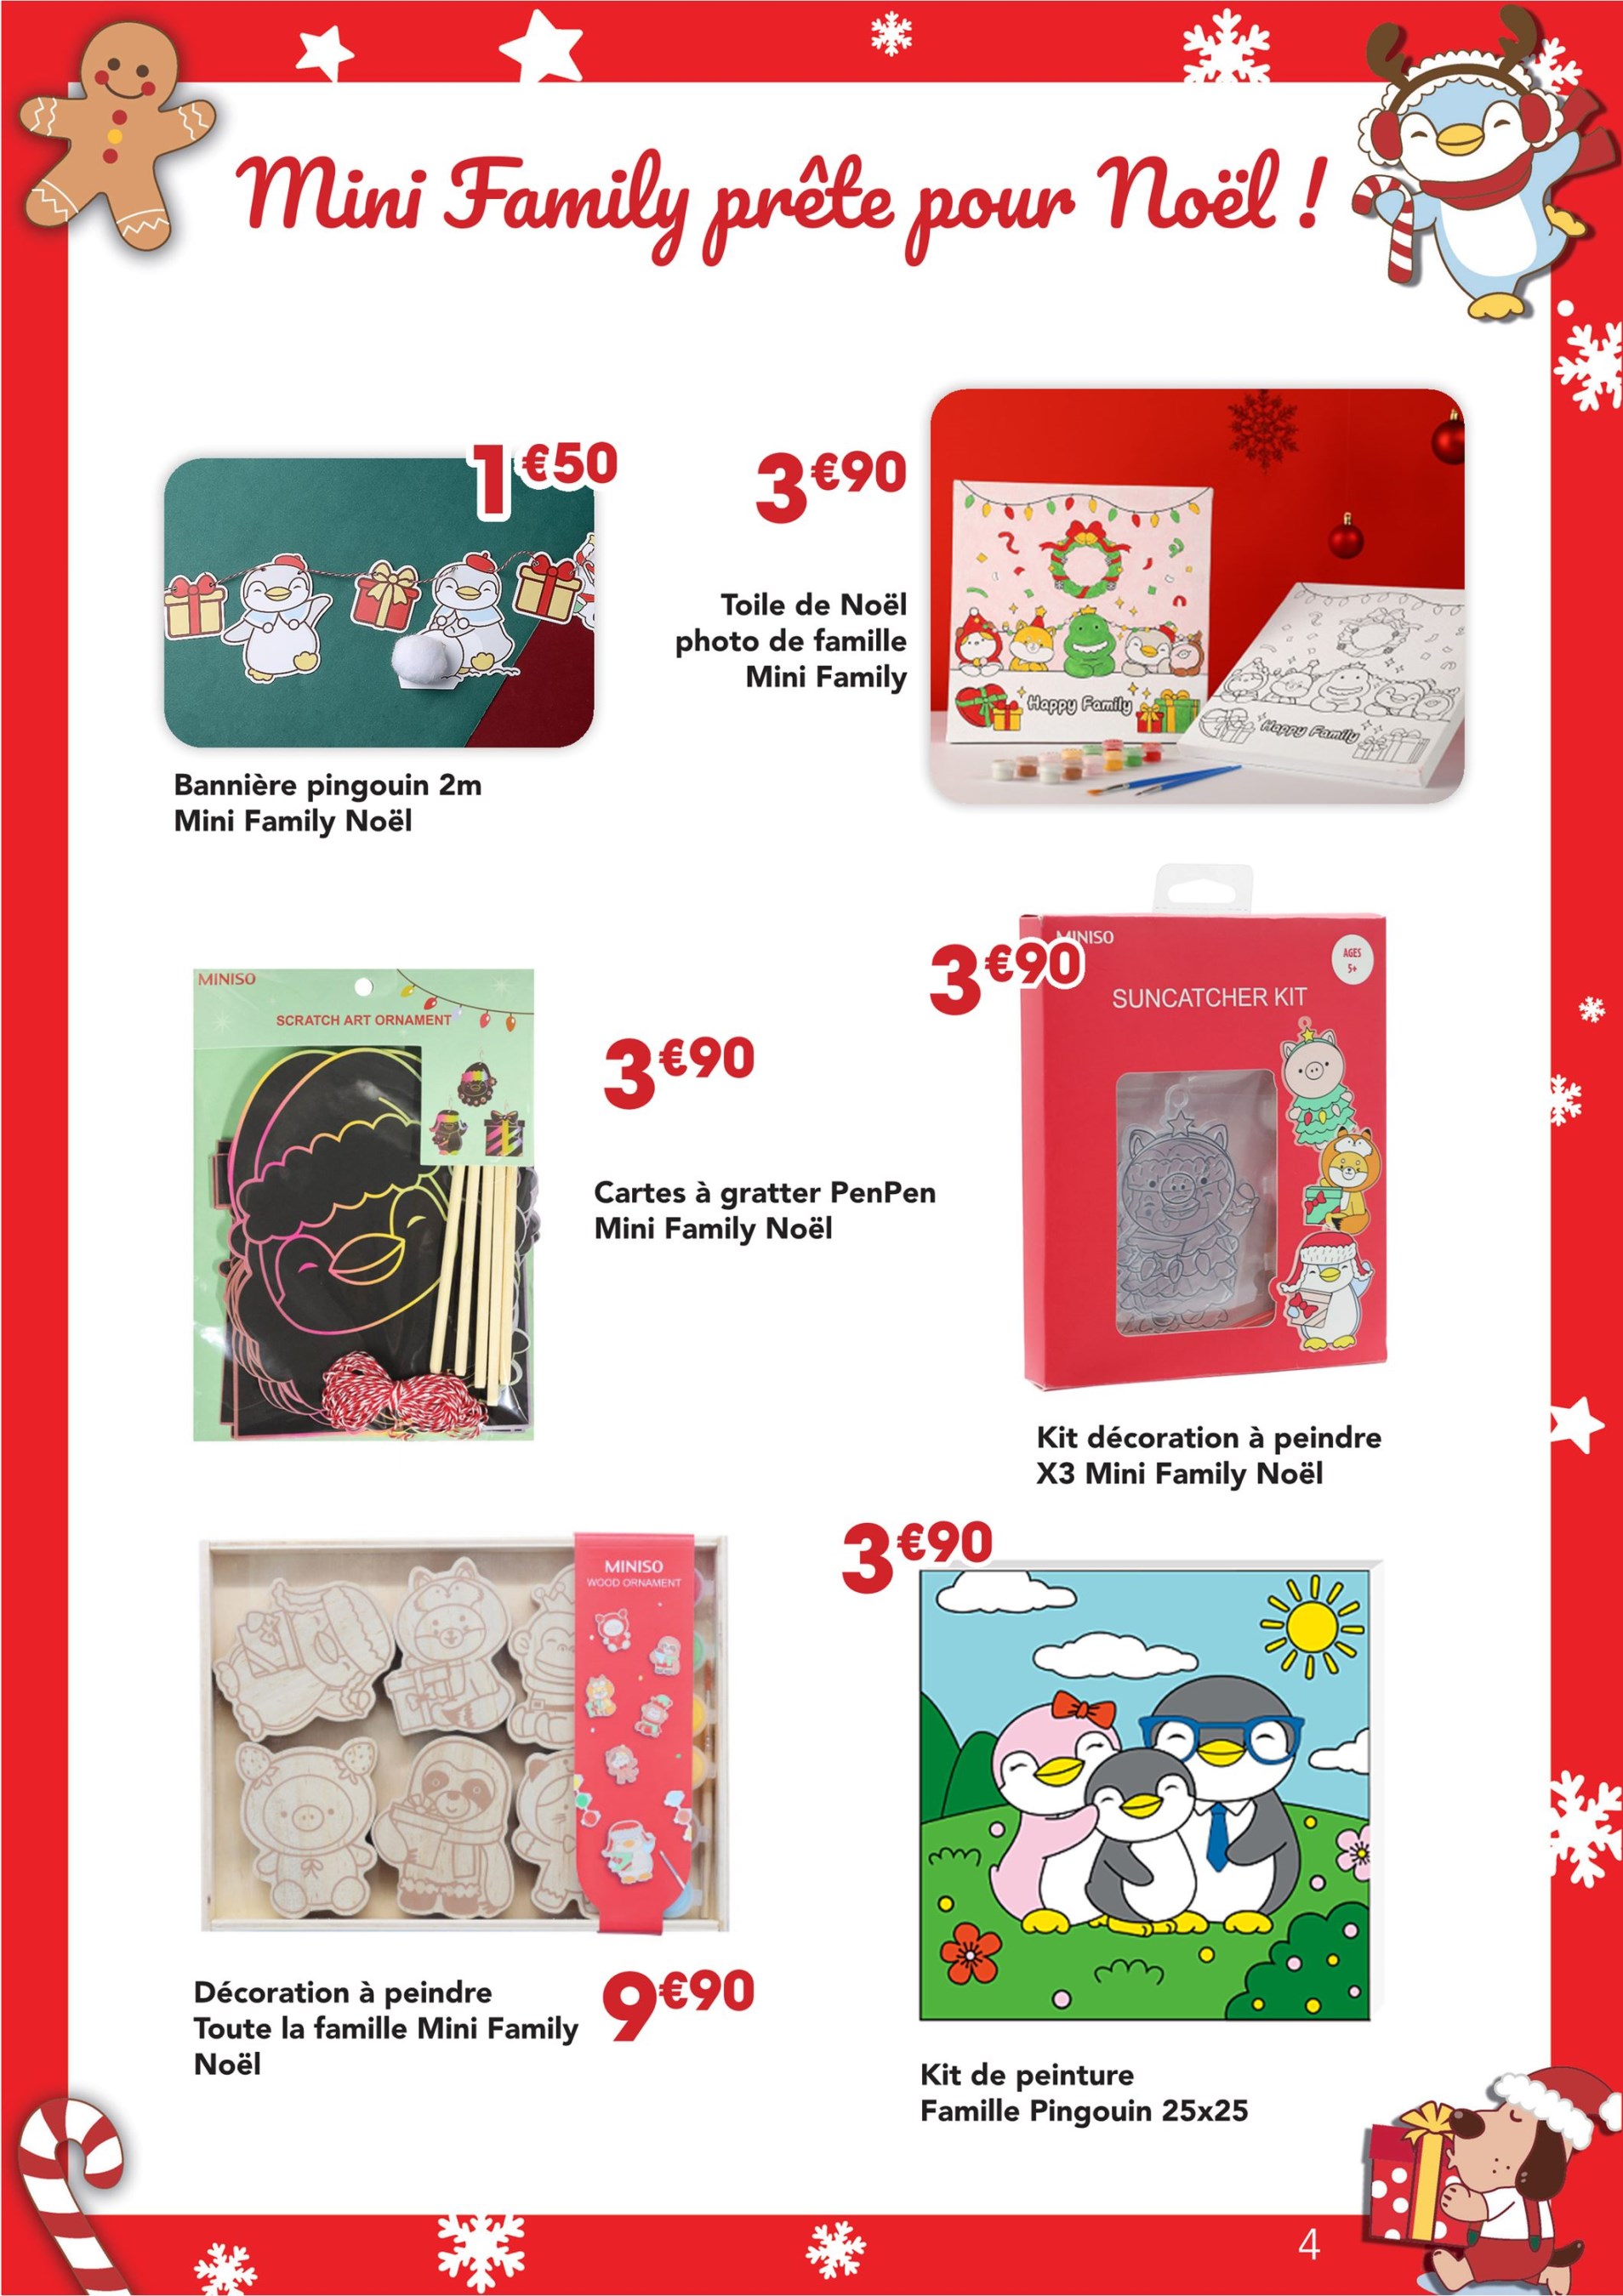 Mini Family prête pour Noël !
1€50
Bannière pingouin 2m
Mini Family Noël
3€90
Toile de Noël
photo de famille
Mini Family
Happy Family
Happy Family
MINISO
SCRATCH ART ORNAMENT
3€90
Cartes à gratter PenPen
Mini Family Noël
3€90
MINISO
AGES
5+
SUNCATCHER KIT
Kit décoration à peindre
X3 Mini Family Noël
MINISO
WOOD ORNAMENT
Décoration à peindre
Toute la famille Mini Family
Noël
9€90
3€90
Kit de peinture
Famille Pingouin 25x25
4